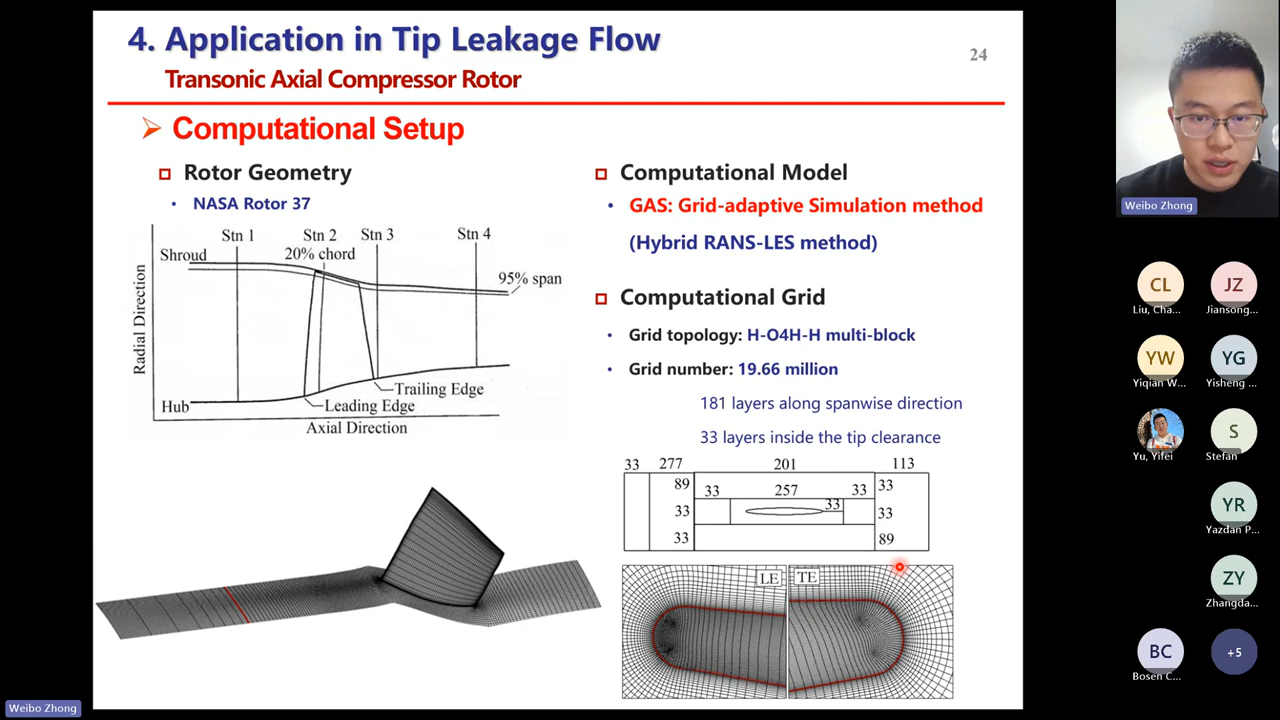 4. Application in Tip Leakage Flow
24
Transonic Axial Compressor Rotor
Computational Setup
Rotor Geometry
NASA Rotor 37
Stn 1
Stn 2
Stn 3
Stn 4
20% chord
Shroud
95% span
Radial Direction
Trailing Edge
Hub
Leading Edge
Axial Direction
Computational Model
GAS: Grid-adaptive Simulation method
(Hybrid RANS-LES method)
Computational Grid
Grid topology: H-O4H-H multi-block
Grid number: 19.66 million
181 layers along spanwise direction
33 layers inside the tip clearance
33 277 201 113
89 33
33 257 33
33
33 33
33 89
LE TE
Weibo Zhong
CL
Liu, Cha...
JZ
Jiansong...
YW
Yiqian W...
YG
Yisheng ...
Yu, Yifei
S
Stefan
YR
Yazdan P...
ZY
Zhangda...
BC
Bosen C...
+5
Weibo Zhong